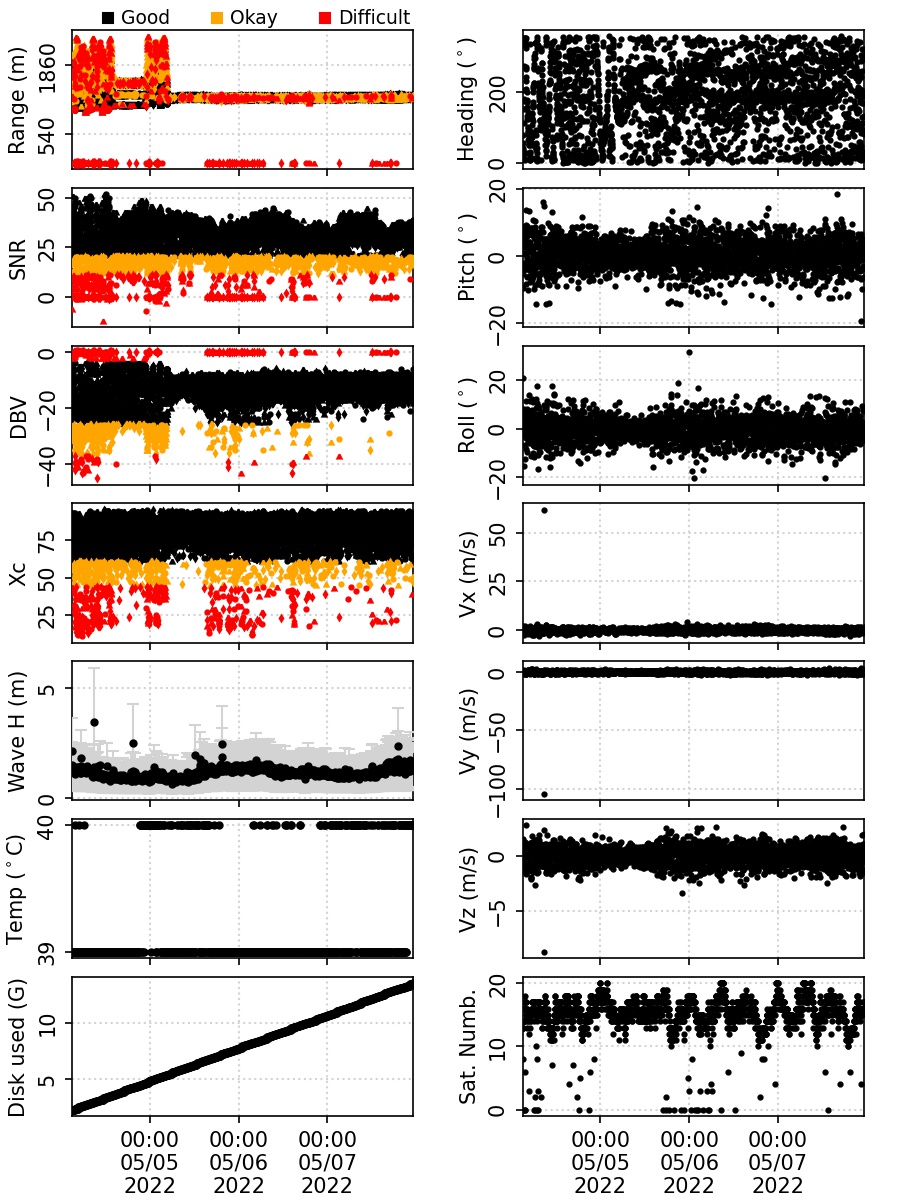 Good Okay Difficult
Range (m)
1860
540
Heading (°)
200
0
SNR
50
25
0
Pitch (°)
20
0
−20
DBV
0
−20
−40
Roll (°)
20
0
−20
Xc
75
50
25
Vx (m/s)
50
25
0
Wave H (m)
5
0
Vy (m/s)
0
−50
−100
Temp (°C)
40
39
Vz (m/s)
0
−5
Disk used (G)
10
5
Sat. Numb.
20
10
0
00:00 00:00 00:00
05/05 05/06 05/07
2022 2022 2022
00:00 00:00 00:00
05/05 05/06 05/07
2022 2022 2022